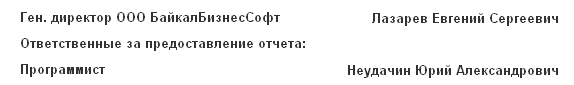 Ген. директор ООО БайкалБизнесСофт Лазарев Евгений Сергеевич
Ответственные за предоставление отчета:
Программист Неудачин Юрий Александрович